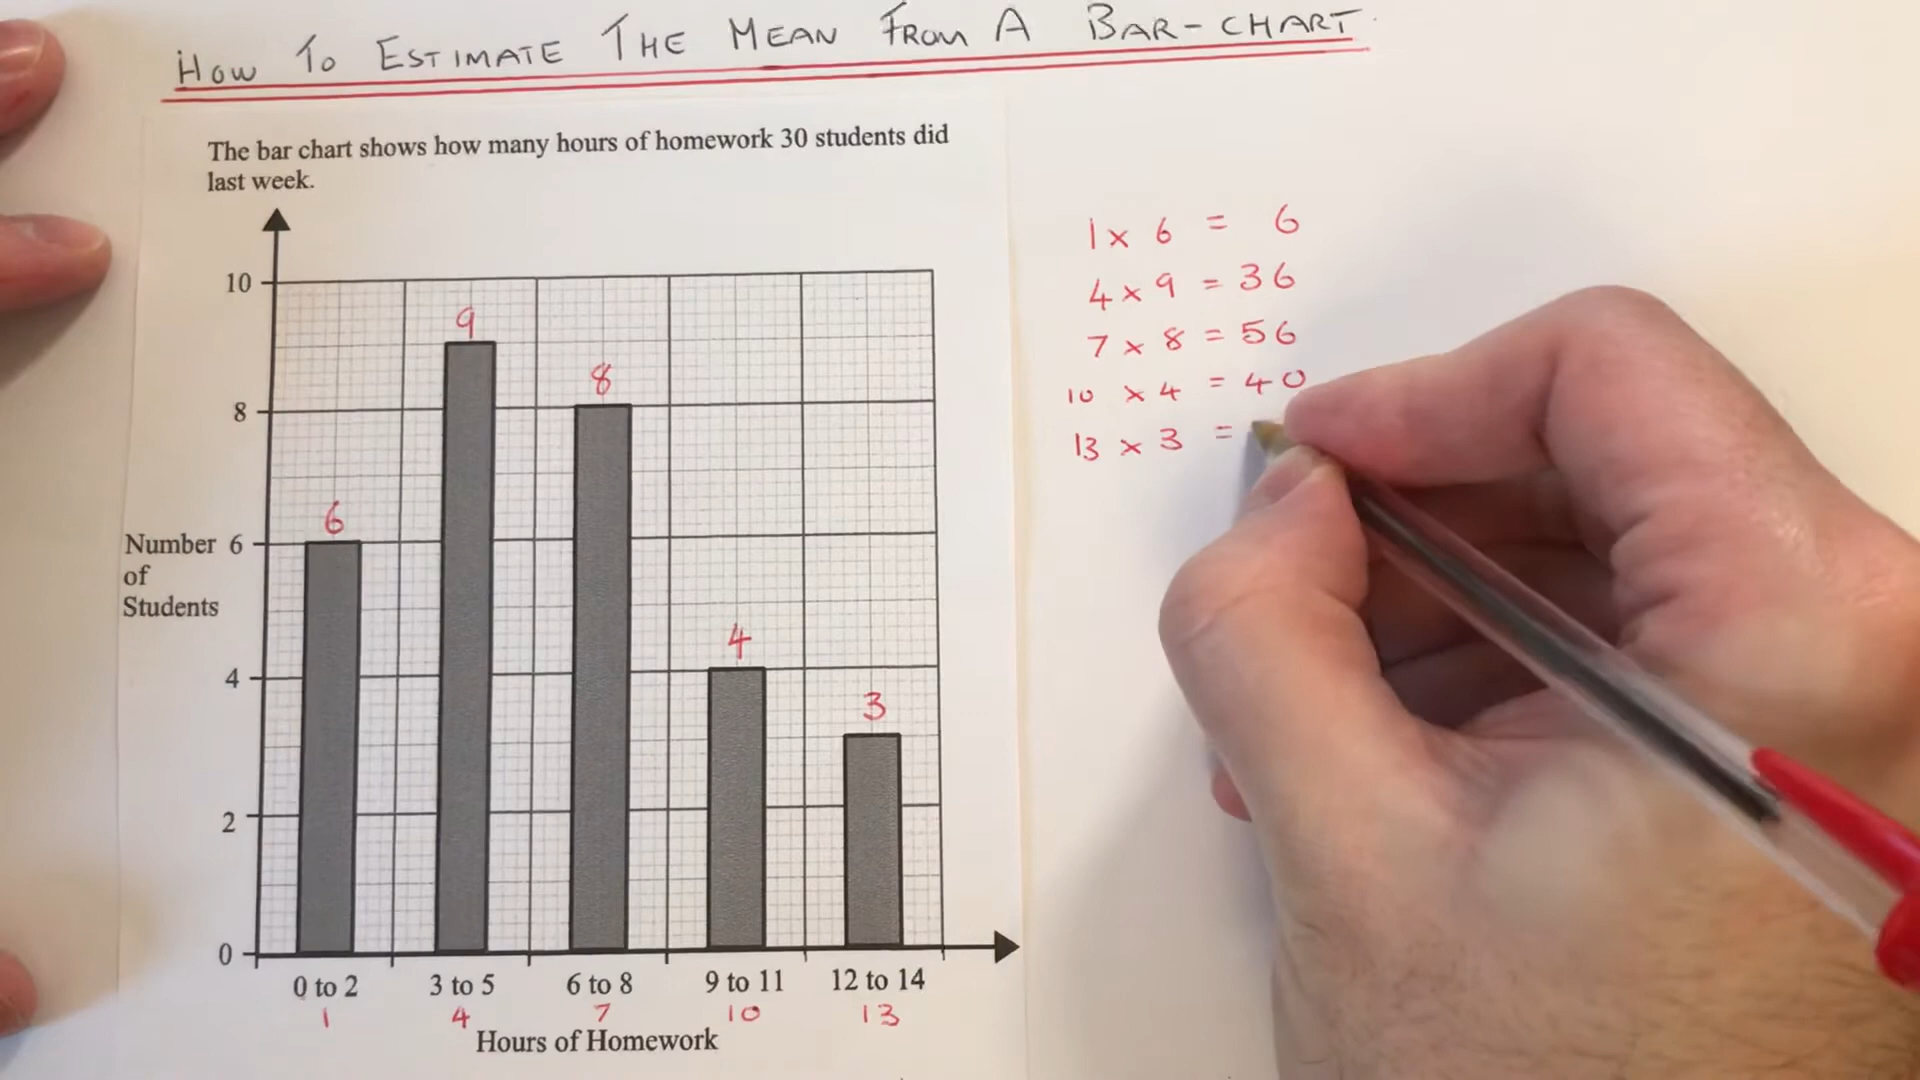 HOW TO ESTIMATE THE MEAN FROM A BAR-CHART.
The bar chart shows how many hours of homework 30 students did
last week.
1 x 6 = 6
4 x 9 = 36
7 x 8 = 56
10 x 4 = 40
13 x 3 =
10
9
8
8
6
Number 6
of
Students
4
4
3
2
0
0 to 2 3 to 5 6 to 8 9 to 11 12 to 14
1 4 7 10 13
Hours of Homework